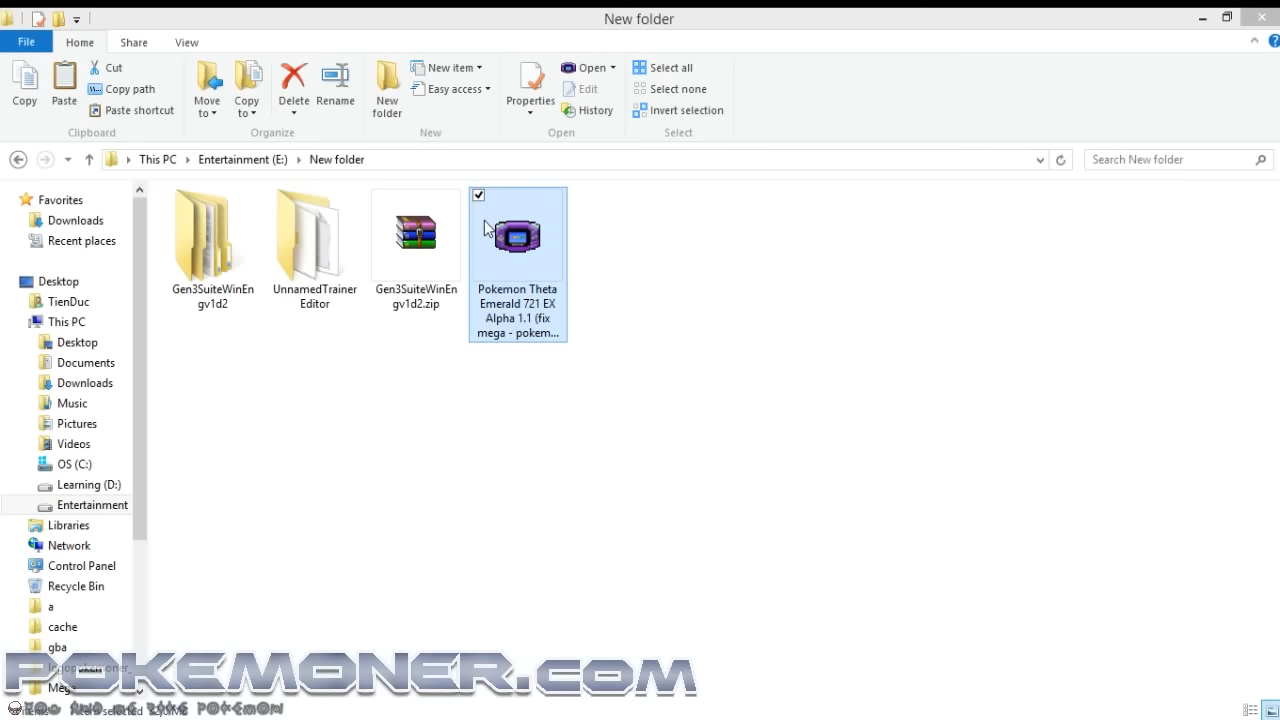 New folder
File Home Share View
Copy
Paste
Cut
Copy path
Paste shortcut
Clipboard
Move to
Copy to
Delete
Rename
Organize
New folder
New item
Easy access
New
Properties
Open
Edit
History
Open
Select all
Select none
Invert selection
Select
This PC Entertainment (E:) New folder
Search New folder
Favorites
Downloads
Recent places
Desktop
TienDuc
This PC
Desktop
Documents
Downloads
Music
Pictures
Videos
OS (C:)
Learning (D:)
Entertainment
Libraries
Network
Control Panel
Recycle Bin
a
cache
gba
Mega
Gen3SuiteWinEn
gv1d2
UnnamedTrainer
Editor
Gen3SuiteWinEn
gv1d2.zip
Pokemon Theta
Emerald 721 EX
Alpha 1.1 (fix
mega - pokem...
POKEMONER.COM